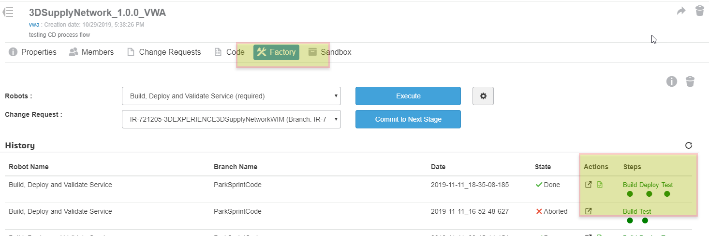 3DSupplyNetwork_1.0.0_VWA
vwa : Creation date: 10/29/2019, 5:38:26 PM
testing CD process flow
Properties Members Change Requests Code Factory Sandbox
Robots : Build, Deploy and Validate Service (required) Execute
Change Request : IR-721205-3DEXPERIENCE3DSupplyNetworkWIM (Branch: IR-7 Commit to Next Stage
History
Robot Name Branch Name Date State Actions Steps
Build, Deploy and Validate Service ParkSprintCode 2019-11-11_18-35-08-185 Done Build Deploy Test
Build, Deploy and Validate Service ParkSprintCode 2019-11-11_16-52-48-627 Aborted Build Test